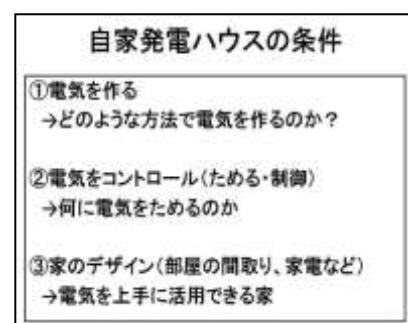 自家発電ハウスの条件
①電気を作る
→どのような方法で電気を作るのか？
②電気をコントロール（ためる・制御）
→何に電気をためるのか
③家のデザイン（部屋の間取り、家電など）
→電気を上手に活用できる家